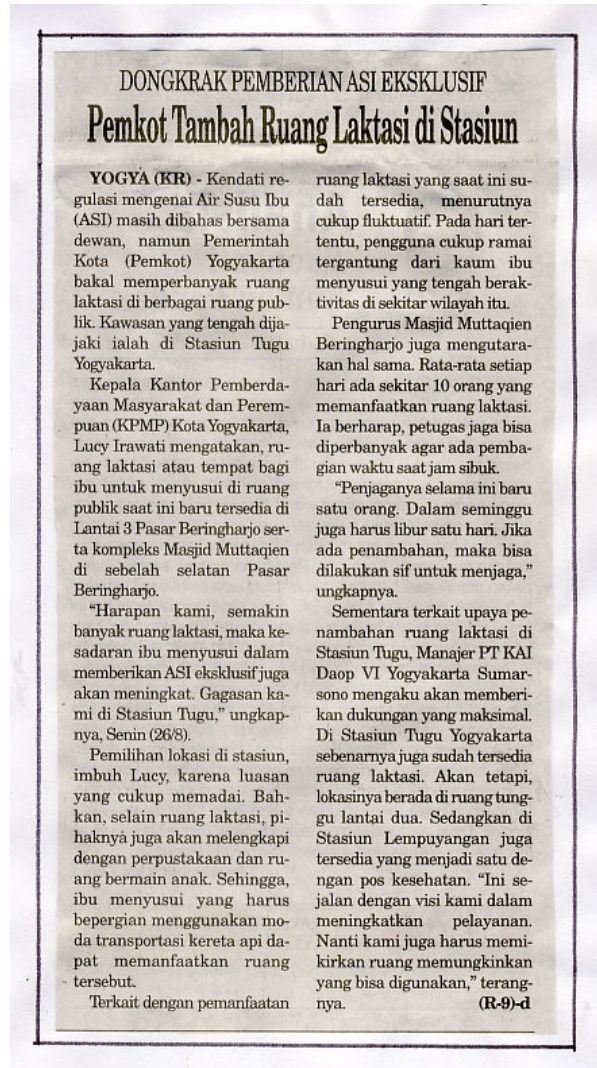 DONGKRAK PEMBERIAN ASI EKSKLUSIF
Pemkot Tambah Ruang Laktasi di Stasiun
YOGYA (KR) - Kendati re-
gulasi mengenai Air Susu Ibu
(ASI) masih dibahas bersama
dewan, namun Pemerintah
Kota (Pemkot) Yogyakarta
bakal memperbanyak ruang
laktasi di berbagai ruang pub-
lik. Kawasan yang tengah dija-
jaki ialah di Stasiun Tugu
Yogyakarta.
Kepala Kantor Pemberda-
yaan Masyarakat dan Perem-
puan (KPMP) Kota Yogyakarta,
Lucy Irawati mengatakan, ru-
ang laktasi atau tempat bagi
ibu untuk menyusui di ruang
publik saat ini baru tersedia di
Lantai 3 Pasar Beringharjo ser-
ta kompleks Masjid Muttaqien
di sebelah selatan Pasar
Beringharjo.
"Harapan kami, semakin
banyak ruang laktasi, maka ke-
sadaran ibu menyusui dalam
memberikan ASI eksklusif juga
akan meningkat. Gagasan ka-
mi di Stasiun Tugu," ungkap-
nya, Senin (26/8).
Pemilihan lokasi di stasiun,
imbuh Lucy, karena luasan
yang cukup memadai. Bah-
kan, selain ruang laktasi, pi-
haknya juga akan melengkapi
dengan perpustakaan dan ru-
ang bermain anak. Sehingga,
ibu menyusui yang harus
bepergian menggunakan mo-
da transportasi kereta api da-
pat memanfaatkan ruang
tersebut.
Terkait dengan pemanfaatan
ruang laktasi yang saat ini su-
dah tersedia, menurutnya
cukup fluktuatif. Pada hari ter-
tentu, pengguna cukup ramai
tergantung dari kaum ibu
menyusui yang tengah berak-
tivitas di sekitar wilayah itu.
Pengurus Masjid Muttaqien
Beringharjo juga mengutara-
kan hal sama. Rata-rata setiap
hari ada sekitar 10 orang yang
memanfaatkan ruang laktasi.
Ia berharap, petugas jaga bisa
diperbanyak agar ada pemba-
gian waktu saat jam sibuk.
"Penjaganya selama ini baru
satu orang. Dalam seminggu
juga harus libur satu hari. Jika
ada penambahan, maka bisa
dilakukan sif untuk menjaga,"
ungkapnya.
Sementara terkait upaya pe-
nambahan ruang laktasi di
Stasiun Tugu, Manajer PT KAI
Daop VI Yogyakarta Sumar-
sono mengaku akan memberi-
kan dukungan yang maksimal.
Di Stasiun Tugu Yogyakarta
sebenarnya juga sudah tersedia
ruang laktasi. Akan tetapi,
lokasinya berada di ruang tung-
gu lantai dua. Sedangkan di
Stasiun Lempuyangan juga
tersedia yang menjadi satu de-
ngan pos kesehatan. "Ini se-
jalan dengan visi kami dalam
meningkatkan pelayanan.
Nanti kami juga harus memi-
kirkan ruang memungkinkan
yang bisa digunakan," terang-
nya. (R-9)-d